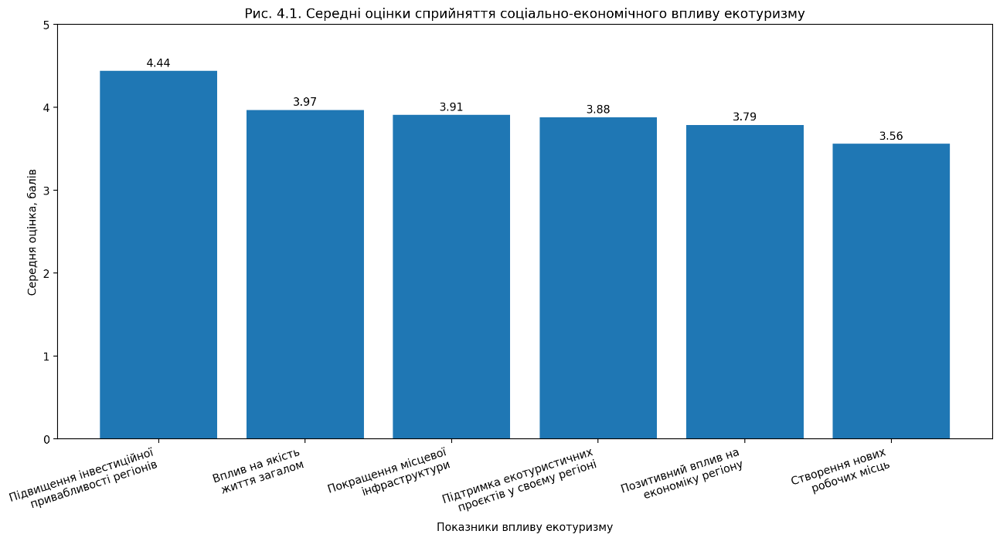 Рис. 4.1. Середні оцінки сприйняття соціально-економічного впливу екотуризму
Середня оцінка, балів
5
4
3
2
1
0
4.44
3.97
3.91
3.88
3.79
3.56
Підвищення інвестиційної
привабливості регіонів
Вплив на якість
життя загалом
Покращення місцевої
інфраструктури
Підтримка екотуристичних
проєктів у своєму регіоні
Позитивний вплив на
економіку регіону
Створення нових
робочих місць
Показники впливу екотуризму